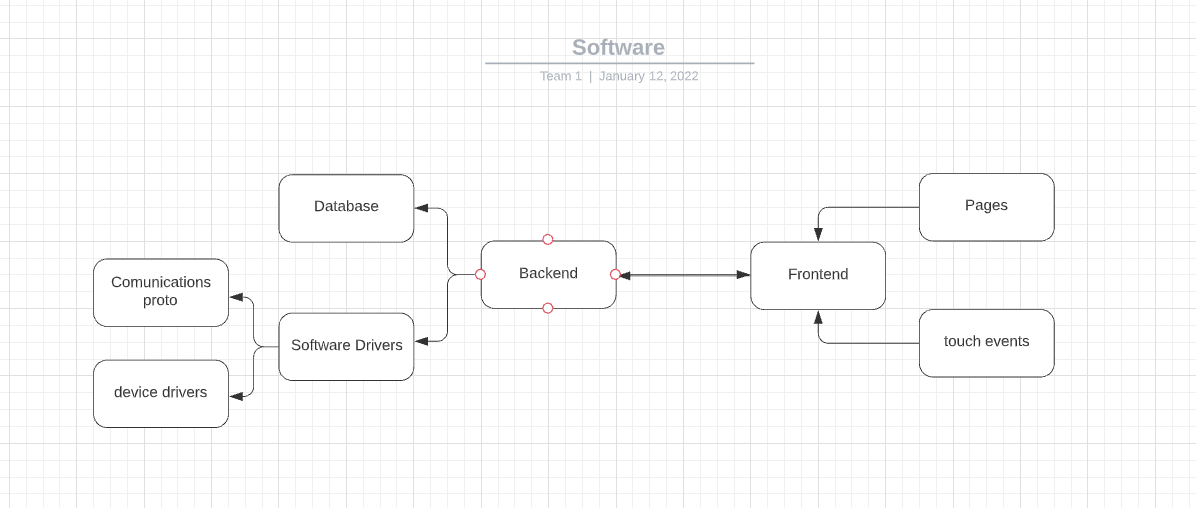 Software
Team 1 | January 12, 2022
Database
Pages
Backend
Frontend
Comunications
proto
Software Drivers
touch events
device drivers